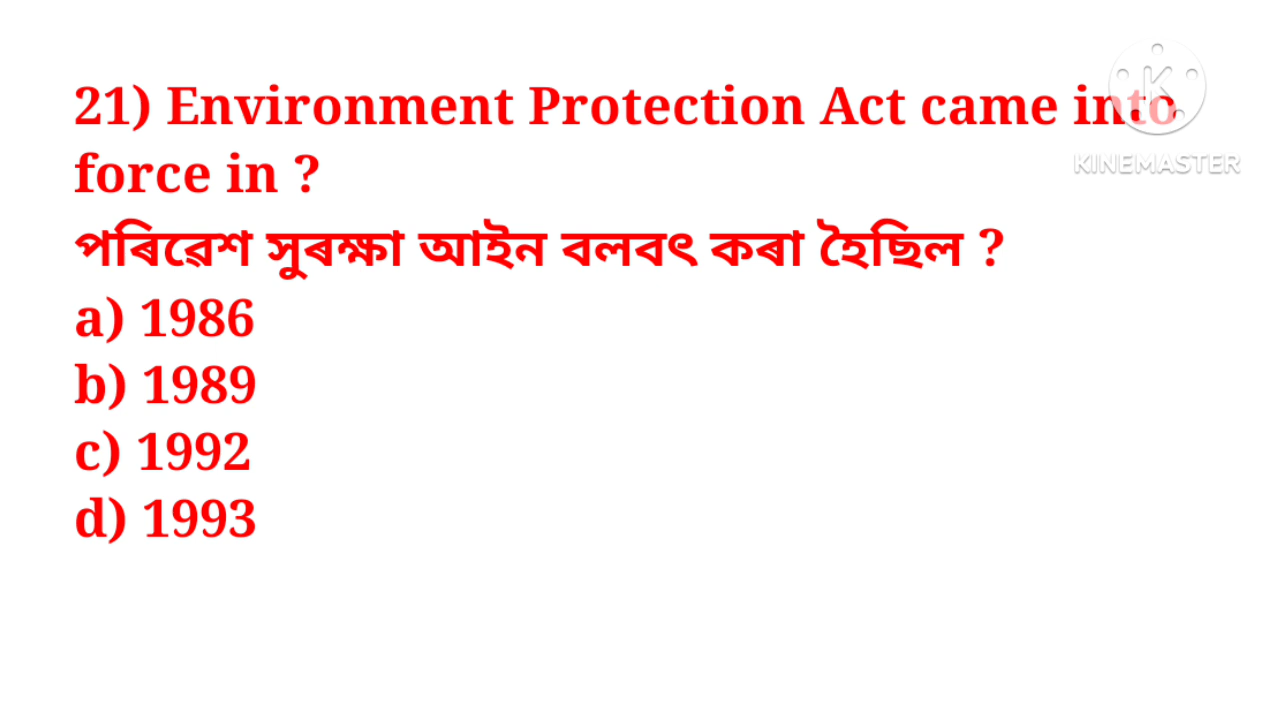 21) Environment Protection Act came into
force in ?
পৰিৱেশ সুৰক্ষা আইন বলবৎ কৰা হৈছিল ?
a) 1986
b) 1989
c) 1992
d) 1993
K
KINEMASTER